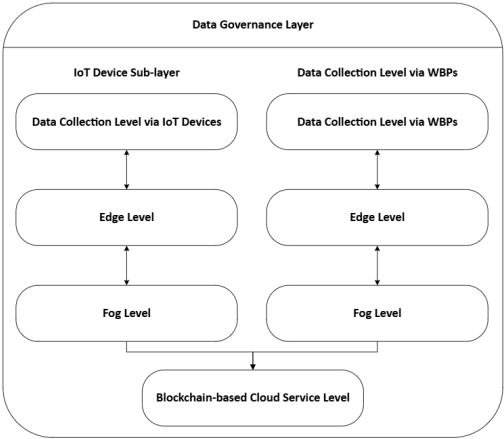 Data Governance Layer
IoT Device Sub-layer
Data Collection Level via WBPs
Data Collection Level via IoT Devices
Data Collection Level via WBPs
Edge Level
Edge Level
Fog Level
Fog Level
Blockchain-based Cloud Service Level